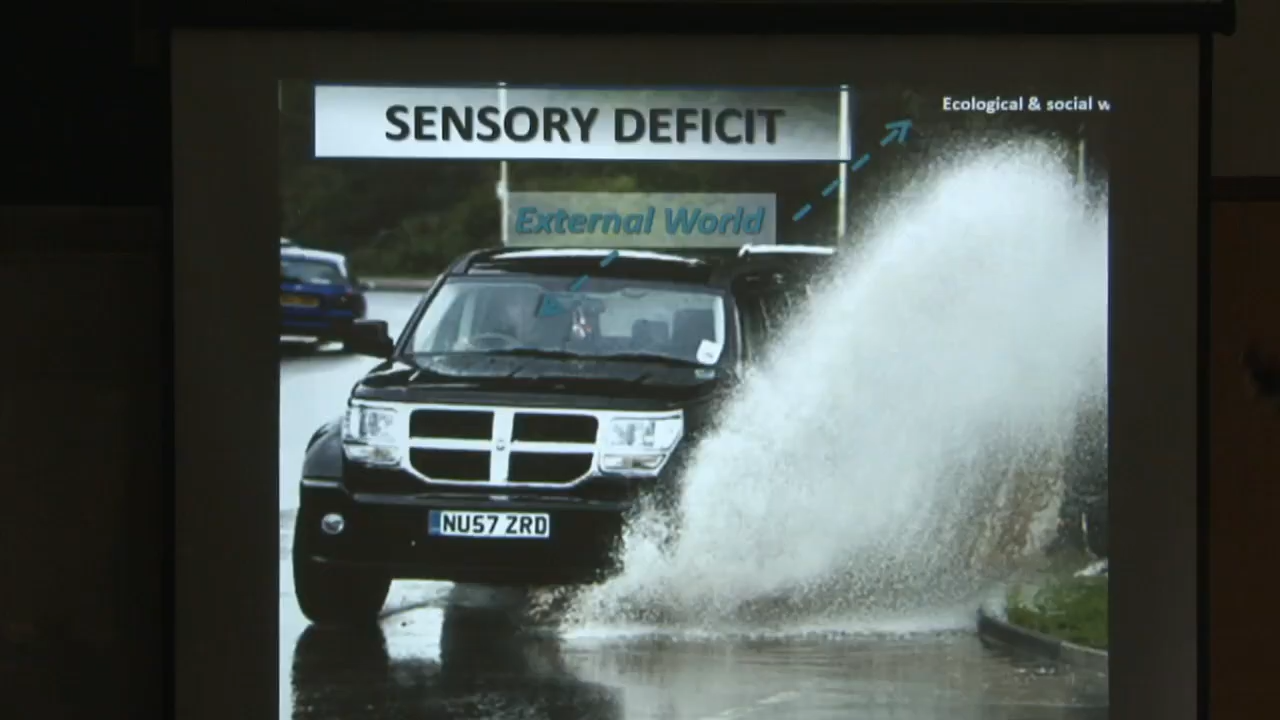 SENSORY DEFICIT
Ecological & social
External World
NU57 ZRD